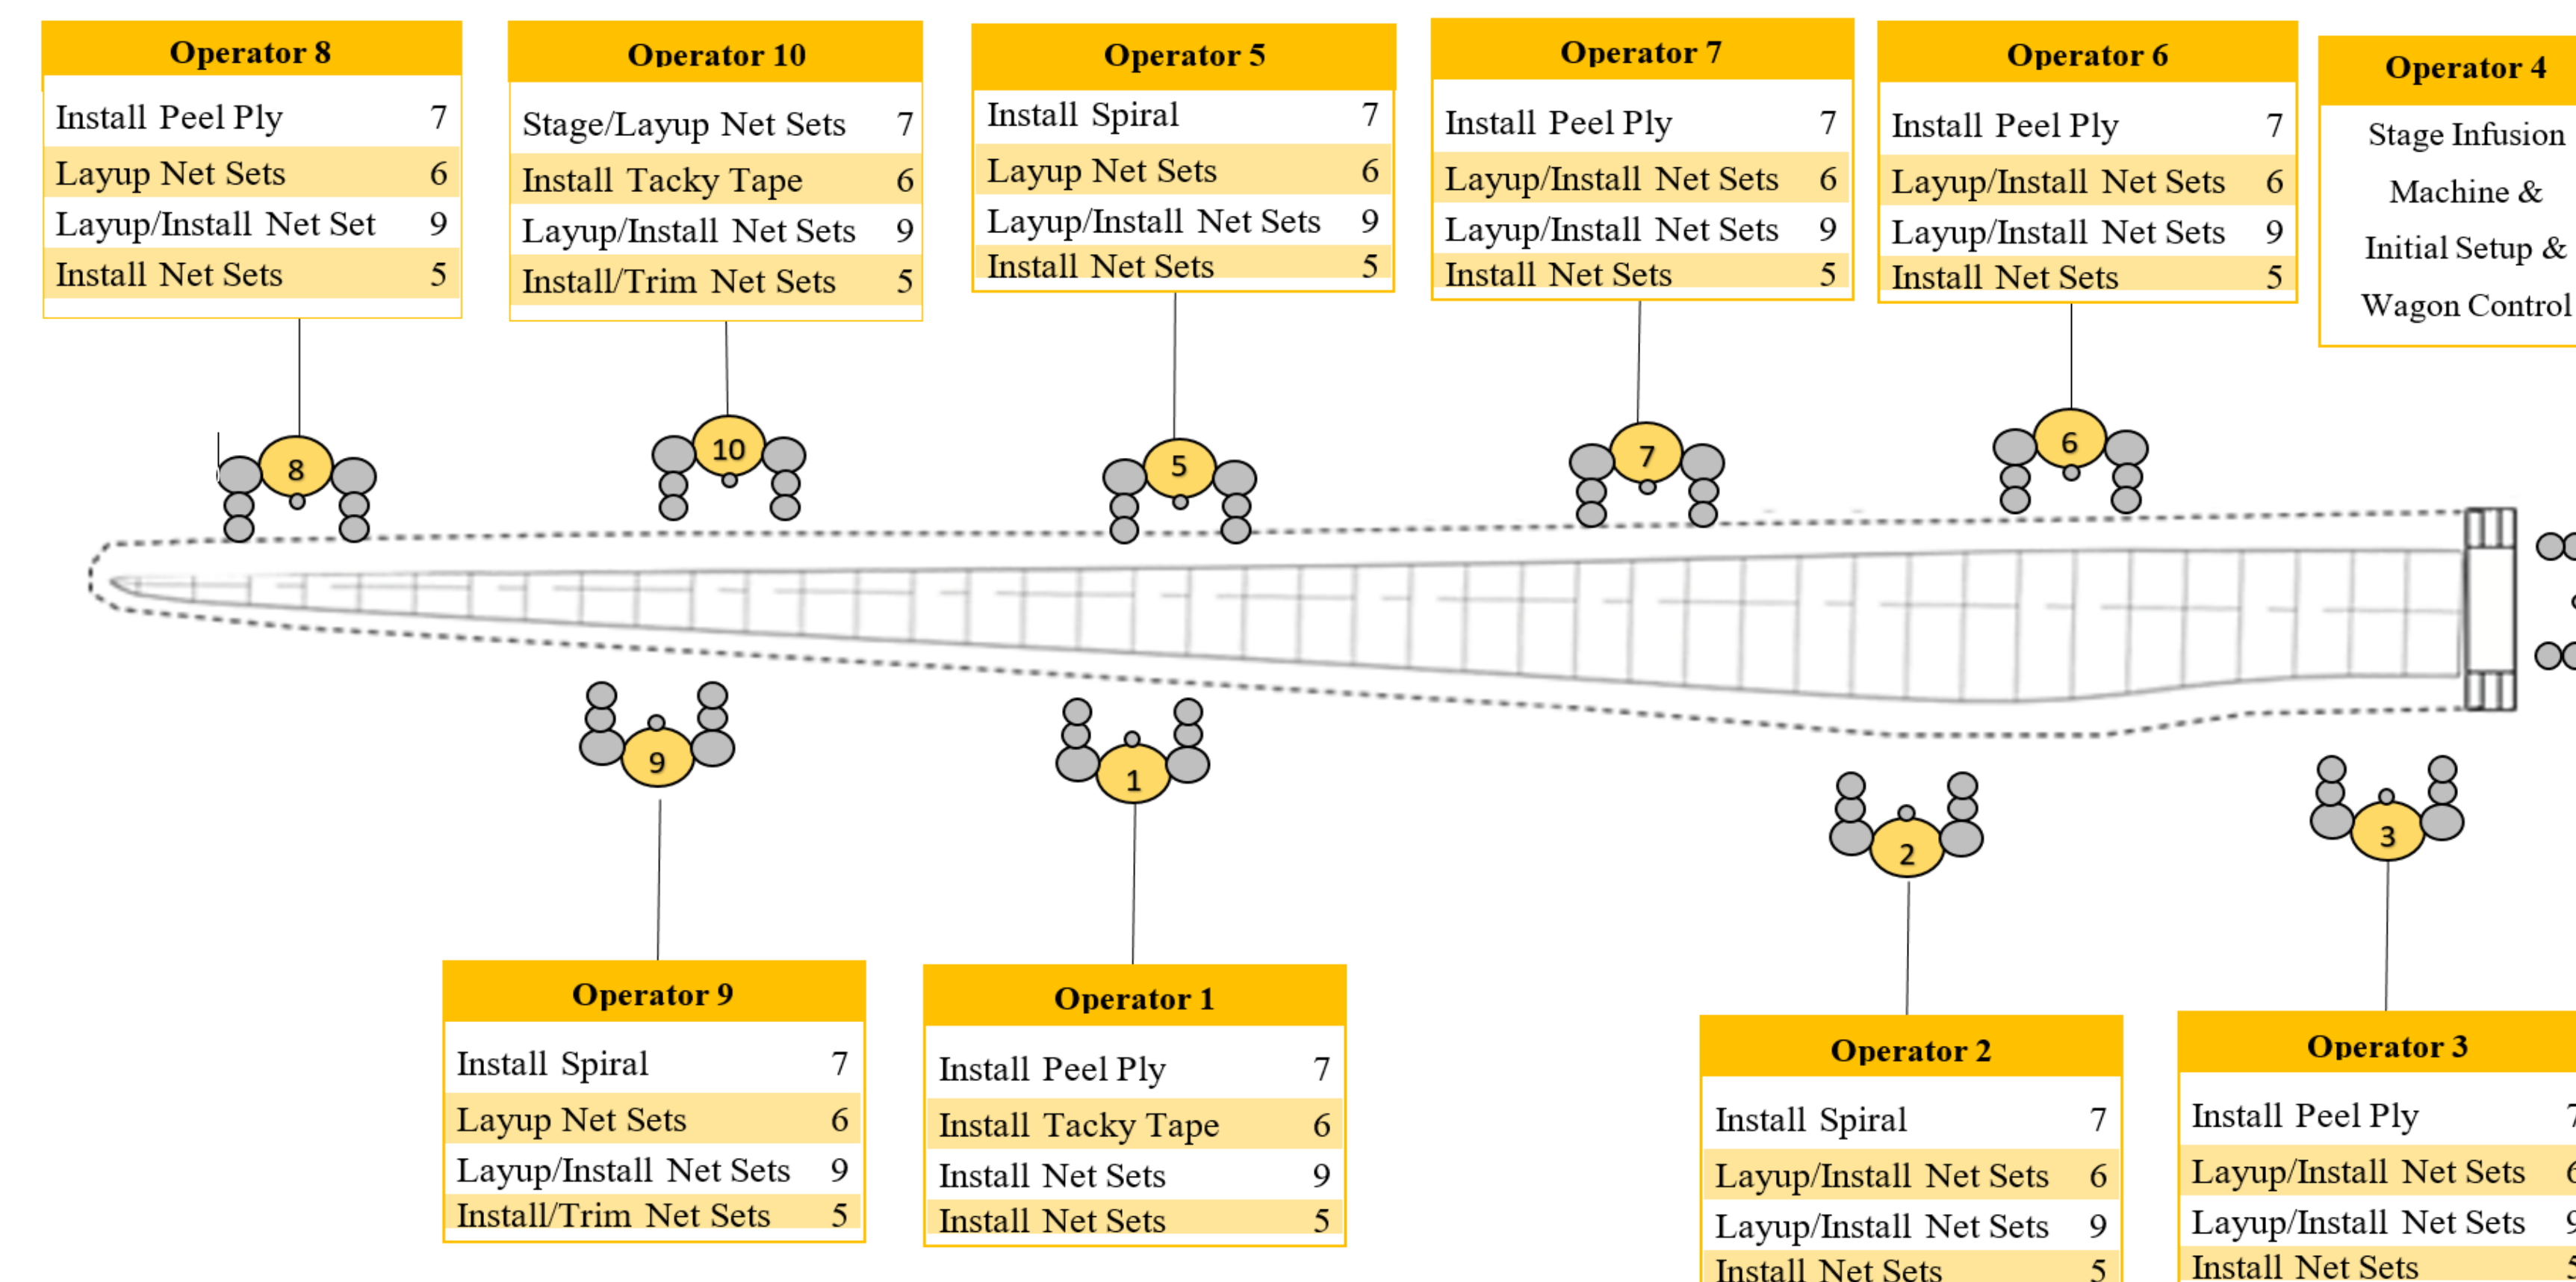 Operator 8
Install Peel Ply 7
Layup Net Sets 6
Layup/Install Net Set 9
Install Net Sets 5
Operator 10
Stage/Layup Net Sets 7
Install Tacky Tape 6
Layup/Install Net Sets 9
Install/Trim Net Sets 5
Operator 5
Install Spiral 7
Layup Net Sets 6
Layup/Install Net Sets 9
Install Net Sets 5
Operator 7
Install Peel Ply 7
Layup/Install Net Sets 6
Layup/Install Net Sets 9
Install Net Sets 5
Operator 6
Install Peel Ply 7
Layup/Install Net Sets 6
Layup/Install Net Sets 9
Install Net Sets 5
Operator 4
Stage Infusion
Machine &
Initial Setup &
Wagon Control
8
10
5
7
6
9
1
2
3
Operator 9
Install Spiral 7
Layup Net Sets 6
Layup/Install Net Sets 9
Install/Trim Net Sets 5
Operator 1
Install Peel Ply 7
Install Tacky Tape 6
Install Net Sets 9
Install Net Sets 5
Operator 2
Install Spiral 7
Layup/Install Net Sets 6
Layup/Install Net Sets 9
Install Net Sets 5
Operator 3
Install Peel Ply 7
Layup/Install Net Sets 6
Layup/Install Net Sets 9
Install Net Sets